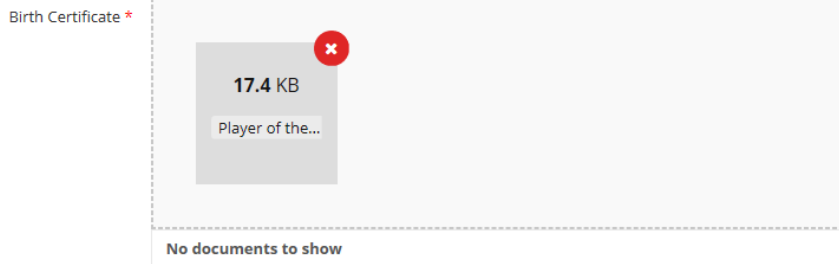 Birth Certificate *
17.4 KB
Player of the...
No documents to show